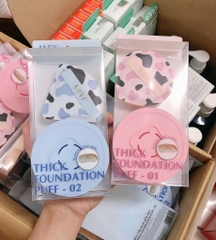 THICK
FOUNDATION
PUFF - 02
THICK
FOUNDATION
PUFF - 01